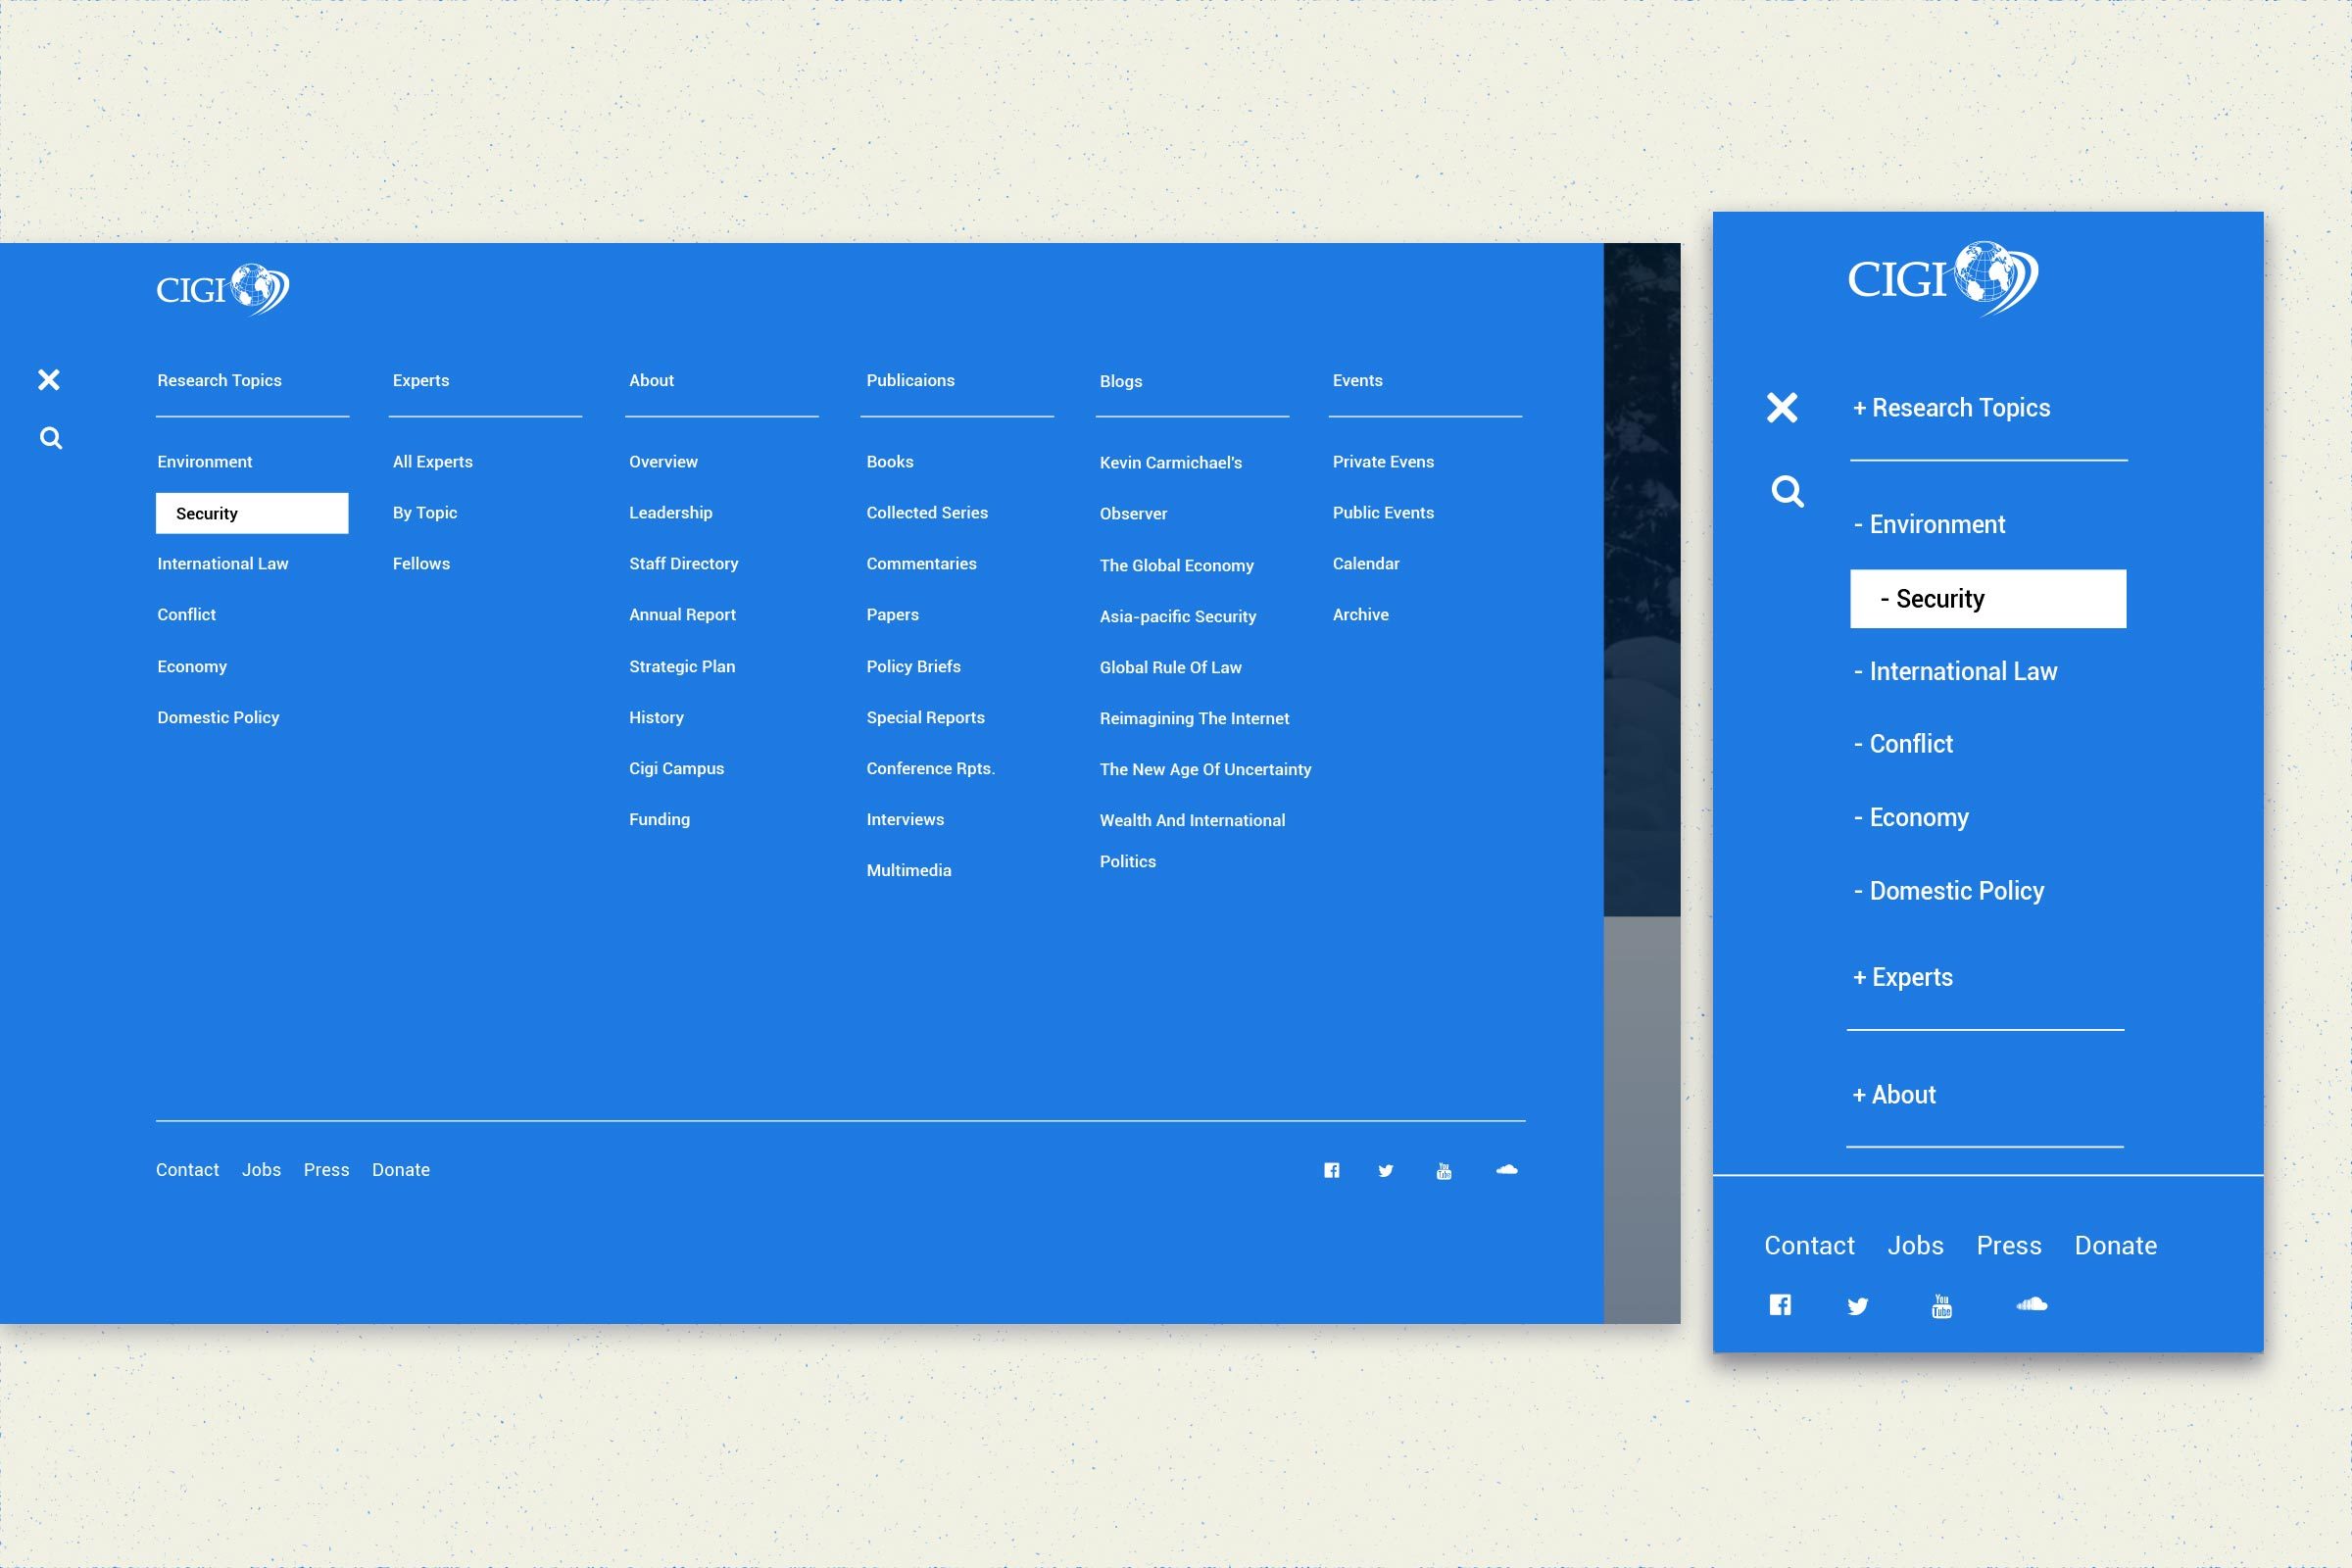 CIGI
Research Topics
Environment
Security
International Law
Conflict
Economy
Domestic Policy
Experts
All Experts
By Topic
Fellows
About
Overview
Leadership
Staff Directory
Annual Report
Strategic Plan
History
Cigi Campus
Funding
Publicaions
Books
Collected Series
Commentaries
Papers
Policy Briefs
Special Reports
Conference Rpts.
Interviews
Multimedia
Blogs
Kevin Carmichael's
Observer
The Global Economy
Asia-pacific Security
Global Rule Of Law
Reimagining The Internet
The New Age Of Uncertainty
Wealth And International
Politics
Events
Private Evens
Public Events
Calendar
Archive
Contact Jobs Press Donate
You
Tube
CIGI
+ Research Topics
- Environment
- Security
- International Law
- Conflict
- Economy
- Domestic Policy
+ Experts
+ About
Contact Jobs Press Donate
You
Tube